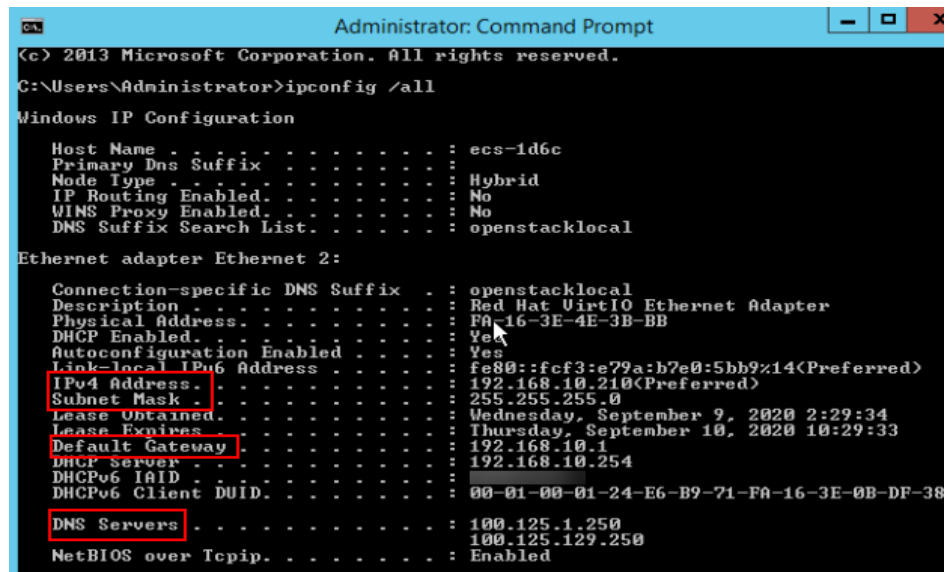 Administrator: Command Prompt
(c) 2013 Microsoft Corporation. All rights reserved.
C:\Users\Administrator>ipconfig /all
Windows IP Configuration
Host Name . . . . . . . . . . . . : ecs-1d6c
Primary Dns Suffix . . . . . . . :
Node Type . . . . . . . . . . . . : Hybrid
IP Routing Enabled. . . . . . . . : No
WINS Proxy Enabled. . . . . . . . : No
DNS Suffix Search List. . . . . . : openstacklocal
Ethernet adapter Ethernet 2:
Connection-specific DNS Suffix . : openstacklocal
Description . . . . . . . . . . . : Red Hat VirtIO Ethernet Adapter
Physical Address. . . . . . . . . : FA-16-3E-4E-3B-BB
DHCP Enabled. . . . . . . . . . . : Yes
Autoconfiguration Enabled . . . . : Yes
Link-local IPv6 Address . . . . . : fe80::fcf3:e79a:b7e0:5bb9%14(Preferred)
IPv4 Address. . . . . . . . . . . : 192.168.10.210(Preferred)
Subnet Mask . . . . . . . . . . . : 255.255.255.0
Lease Obtained. . . . . . . . . . : Wednesday, September 9, 2020 2:29:34
Lease Expires . . . . . . . . . . : Thursday, September 10, 2020 10:29:33
Default Gateway . . . . . . . . . : 192.168.10.1
DHCP Server . . . . . . . . . . . : 192.168.10.254
DHCPv6 IAID . . . . . . . . . . . :
DHCPv6 Client DUID. . . . . . . . : 00-01-00-01-24-E6-B9-71-FA-16-3E-0B-DF-38
DNS Servers . . . . . . . . . . . : 100.125.1.250
100.125.129.250
NetBIOS over Tcpip. . . . . . . . : Enabled